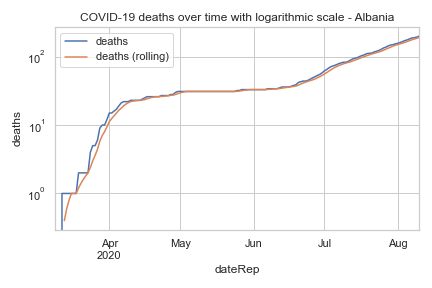 COVID-19 deaths over time with logarithmic scale - Albania
deaths
deaths (rolling)
10²
10¹
10⁰
deaths
Apr May Jun Jul Aug
2020
dateRep